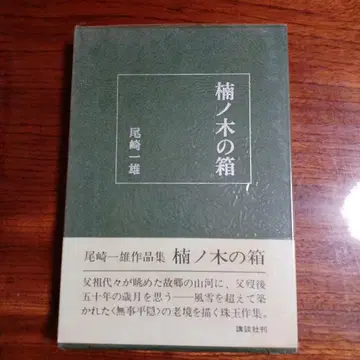 楠ノ木の箱
尾崎一雄
尾崎一雄作品集 楠ノ木の箱
父祖代々が眺めた故郷の山河に、父歿後
五十年の歳月を思う——風雪を超えて築
かれた〈無事平穏〉の老境を描く珠玉作集。
講談社刊